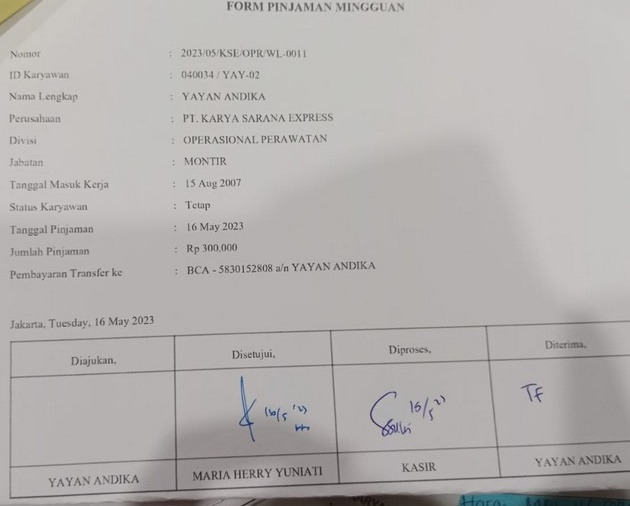 FORM PINJAMAN MINGGUAN
Nomor : 2023/05/KSE/OPR/WL-0011
ID Karyawan : 040034 / YAY-02
Nama Lengkap : YAYAN ANDIKA
Perusahaan : PT. KARYA SARANA EXPRESS
Divisi : OPERASIONAL PERAWATAN
Jabatan : MONTIR
Tanggal Masuk Kerja : 15 Aug 2007
Status Karyawan : Tetap
Tanggal Pinjaman : 16 May 2023
Jumlah Pinjaman : Rp 300,000
Pembayaran Transfer ke : BCA - 5830152808 a/n YAYAN ANDIKA
Jakarta, Tuesday, 16 May 2023
Diajukan, Disetujui, Diproses, Diterima,
16/5 '23 16/5 23 TF
YAYAN ANDIKA MARIA HERRY YUNIATI KASIR YAYAN ANDIKA